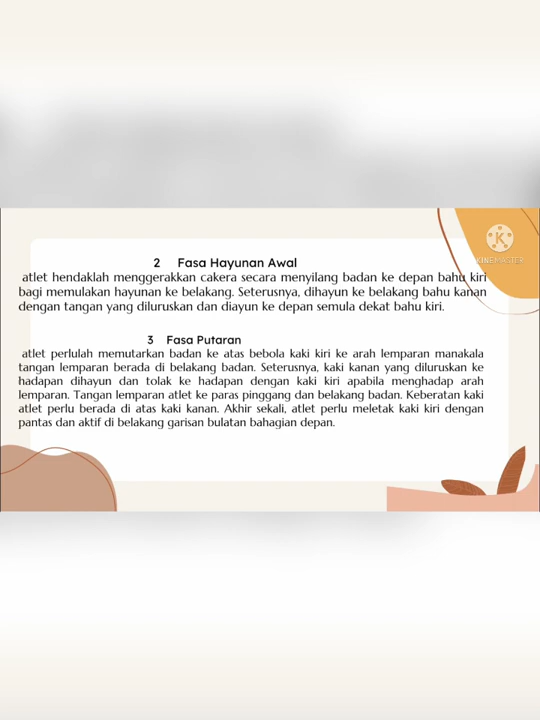 KINEMASTER
2 Fasa Hayunan Awal
atlet hendaklah menggerakkan cakera secara menyilang badan ke depan bahu kiri
bagi memulakan hayunan ke belakang. Seterusnya, dihayun ke belakang bahu kanan
dengan tangan yang diluruskan dan diayun ke depan semula dekat bahu kiri.
3 Fasa Putaran
atlet perlulah memutarkan badan ke atas bebola kaki kiri ke arah lemparan manakala
tangan lemparan berada di belakang badan. Seterusnya, kaki kanan yang diluruskan ke
hadapan dihayun dan tolak ke hadapan dengan kaki kiri apabila menghadap arah
lemparan. Tangan lemparan atlet ke paras pinggang dan belakang badan. Keberatan kaki
atlet perlu berada di atas kaki kanan. Akhir sekali, atlet perlu meletak kaki kiri dengan
pantas dan aktif di belakang garisan bulatan bahagian depan.